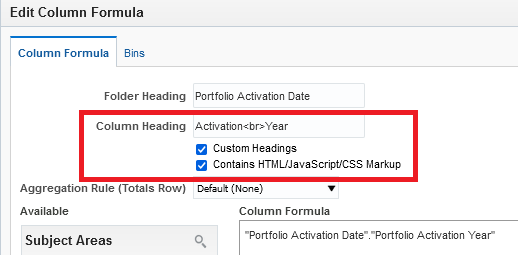 Edit Column Formula
Column Formula Bins
Folder Heading Portfolio Activation Date
Column Heading Activation<br>Year
Custom Headings
Contains HTML/JavaScript/CSS Markup
Aggregation Rule (Totals Row) Default (None)
Available Column Formula
Subject Areas "Portfolio Activation Date"."Portfolio Activation Year"